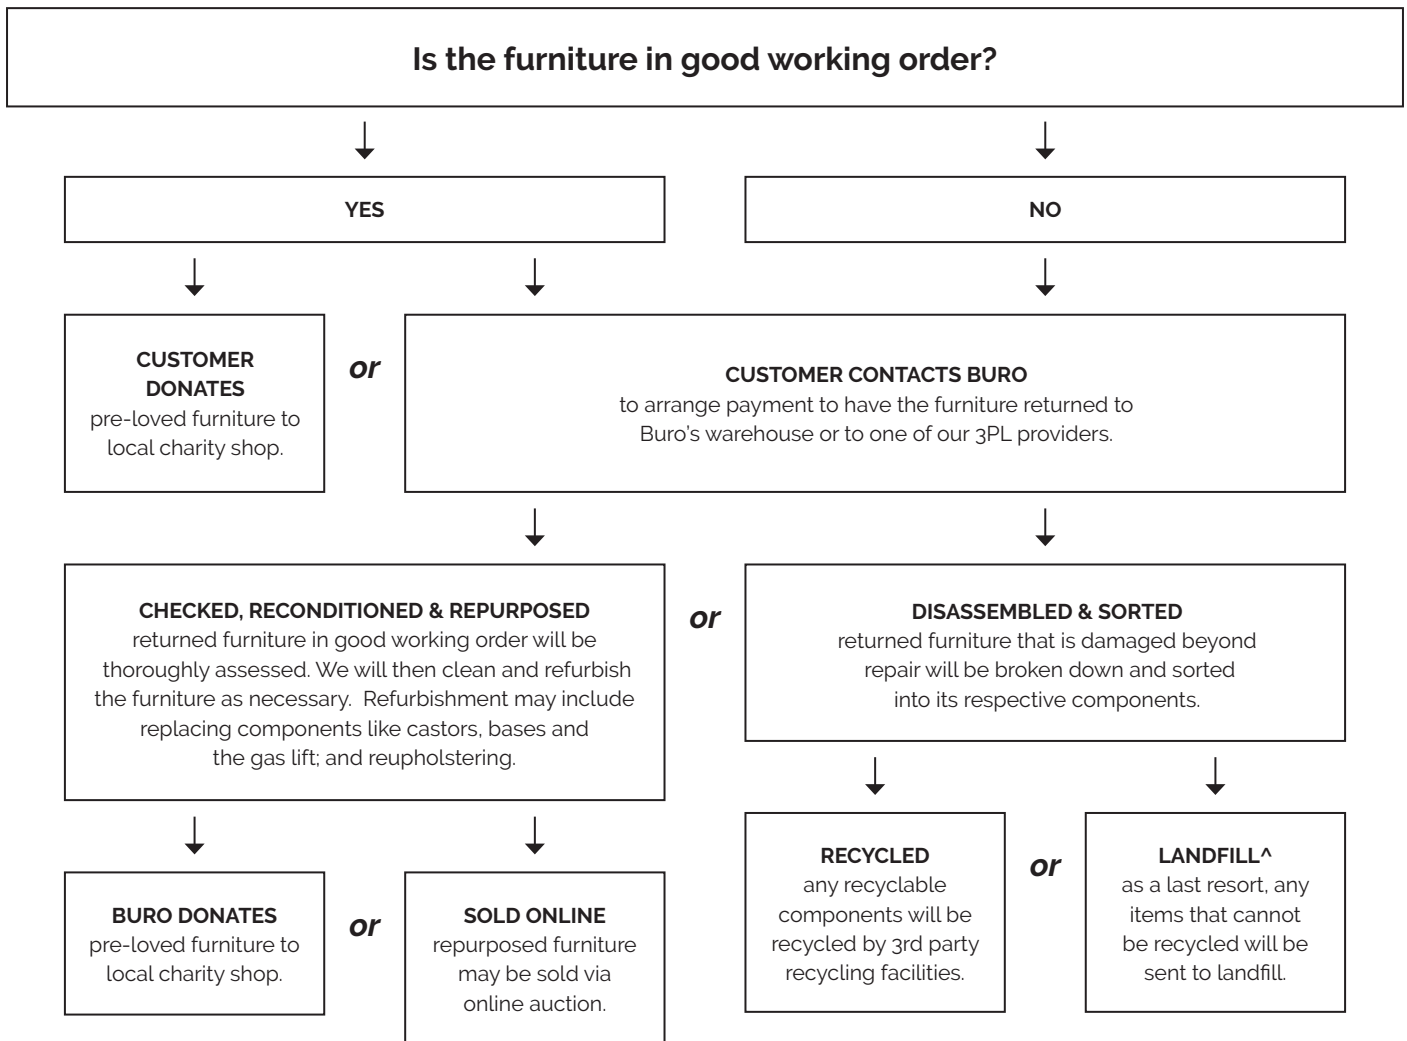 Is the furniture in good working order?
YES
NO
CUSTOMER
DONATES
pre-loved furniture to
local charity shop.
or
CUSTOMER CONTACTS BURO
to arrange payment to have the furniture returned to
Buro's warehouse or to one of our 3PL providers.
CHECKED, RECONDITIONED & REPURPOSED
returned furniture in good working order will be
thoroughly assessed. We will then clean and refurbish
the furniture as necessary.  Refurbishment may include
replacing components like castors, bases and
the gas lift; and reupholstering.
or
DISASSEMBLED & SORTED
returned furniture that is damaged beyond
repair will be broken down and sorted
into its respective components.
BURO DONATES
pre-loved furniture to
local charity shop.
or
SOLD ONLINE
repurposed furniture
may be sold via
online auction.
RECYCLED
any recyclable
components will be
recycled by 3rd party
recycling facilities.
or
LANDFILL^
as a last resort, any
items that cannot
be recycled will be
sent to landfill.